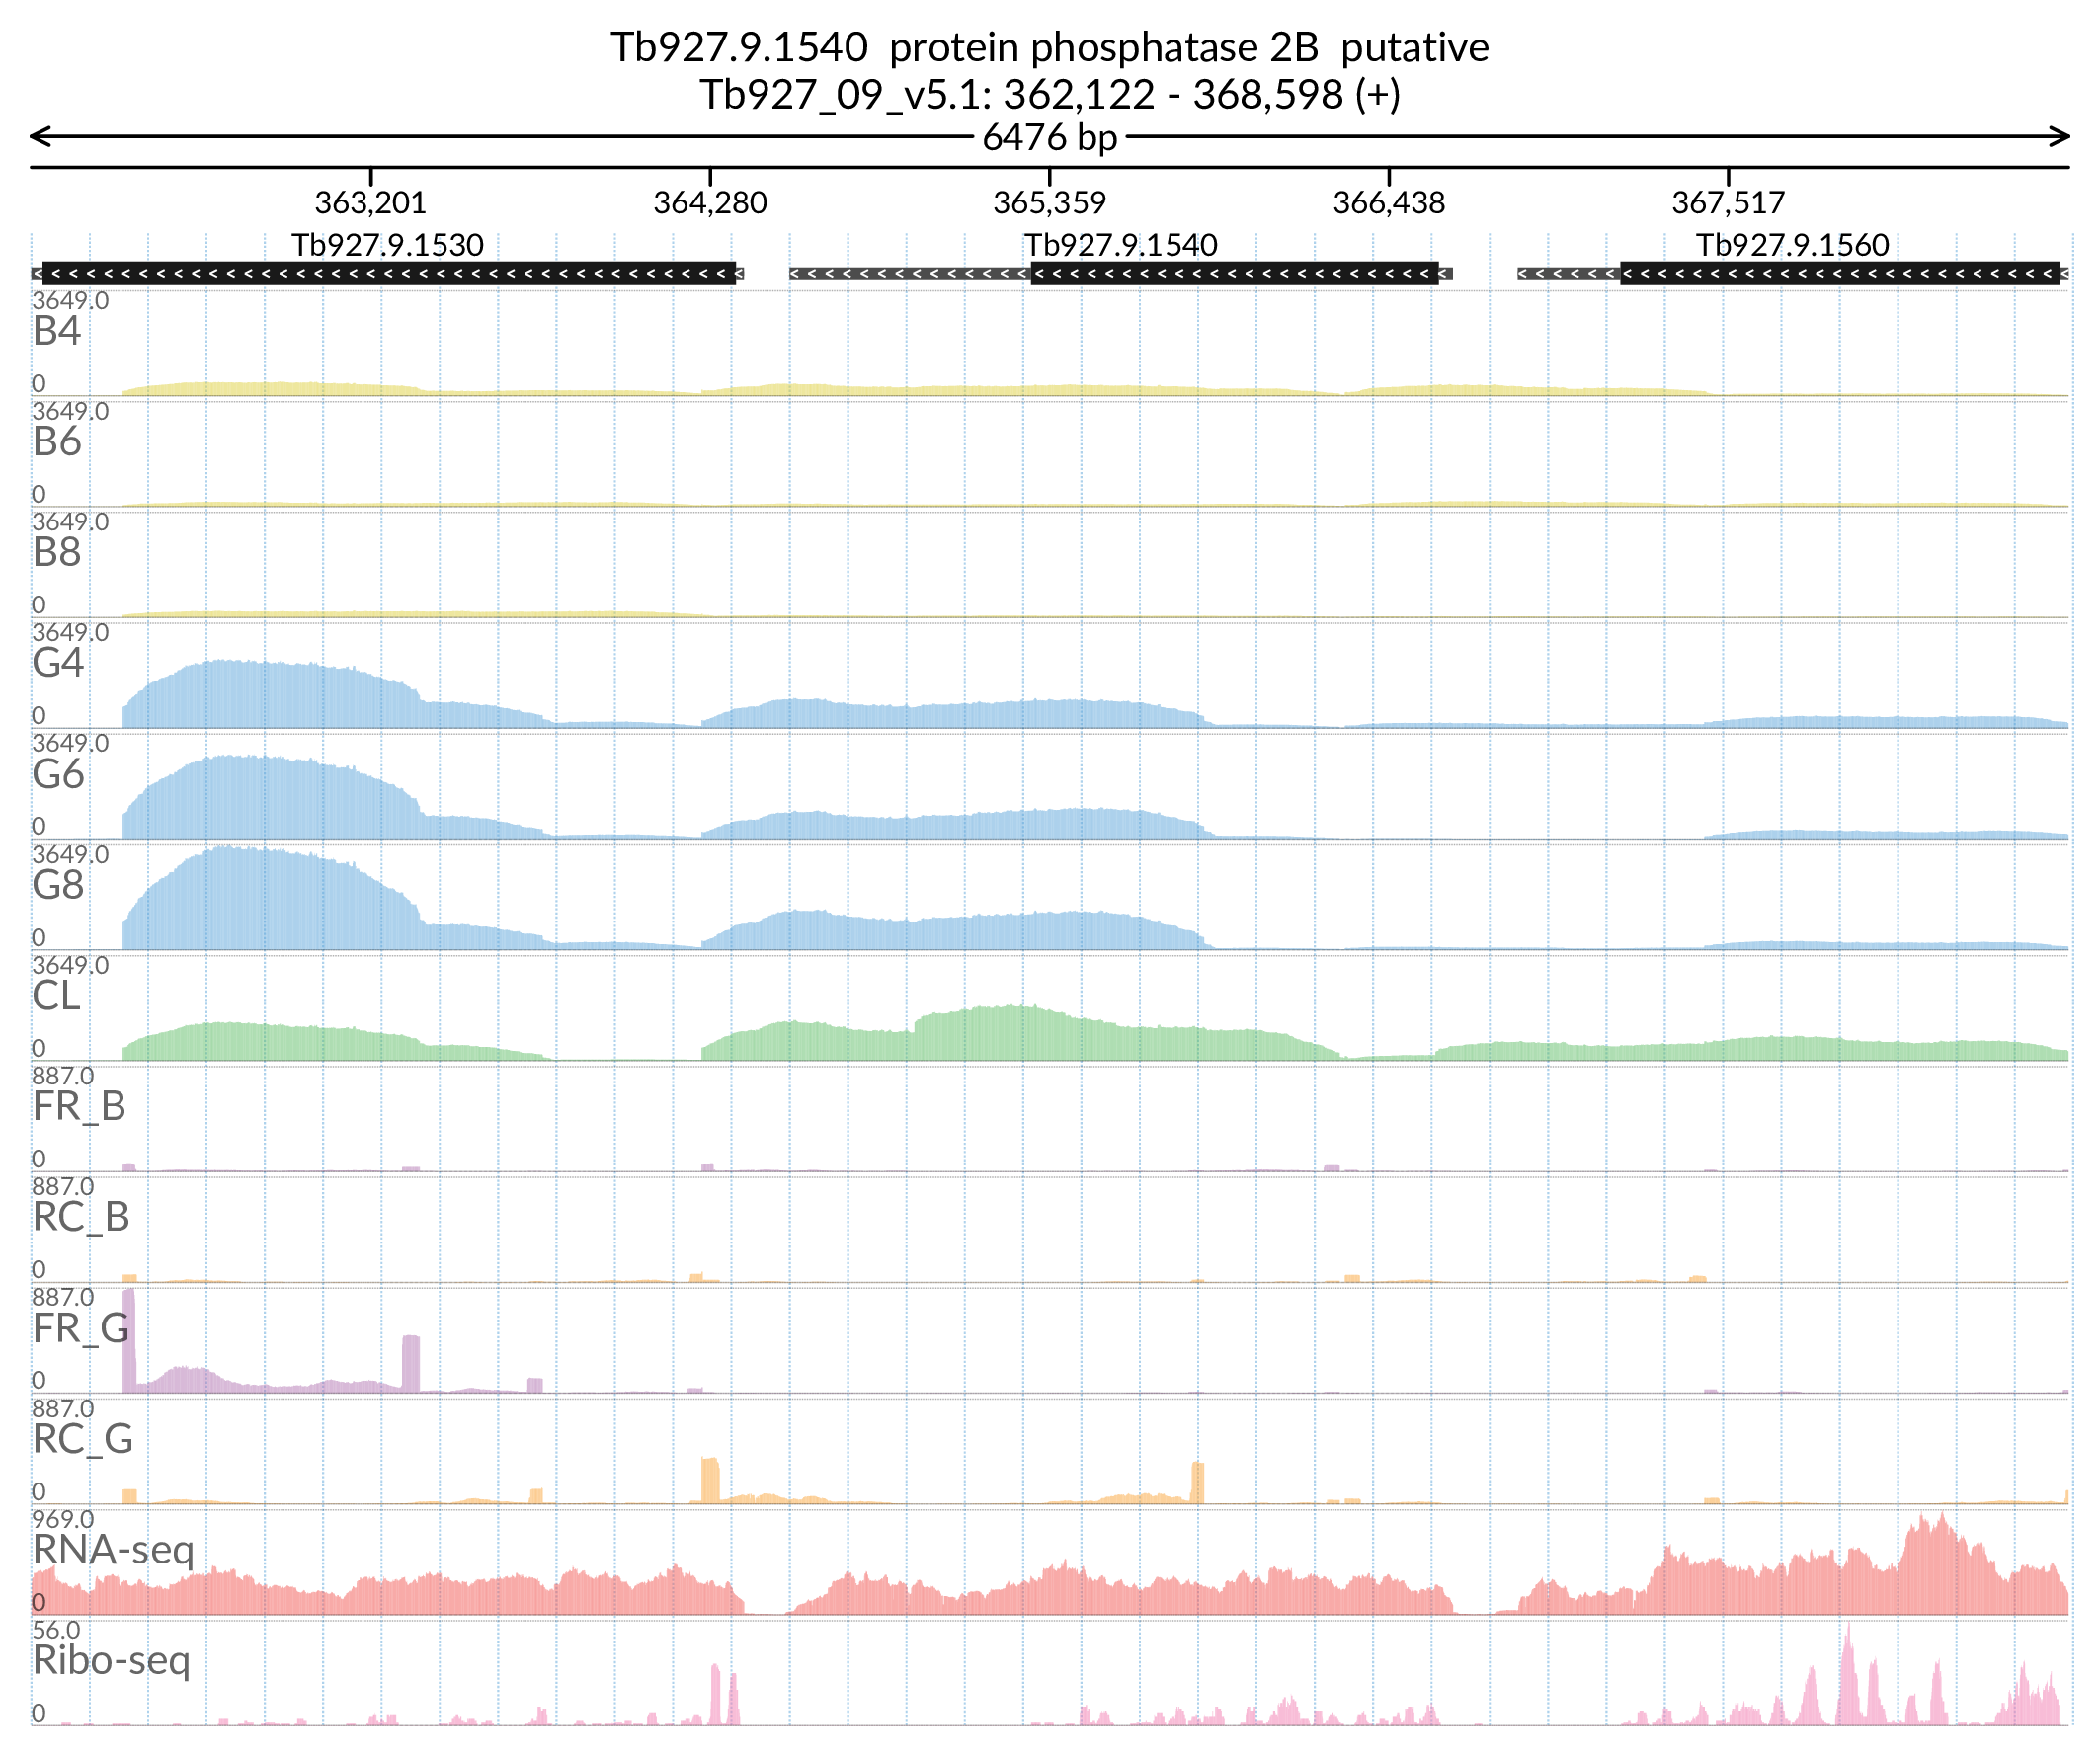 Tb927.9.1540  protein phosphatase 2B  putative
Tb927_09_v5.1: 362,122 - 368,598 (+)
6476 bp
363,201 364,280 365,359 366,438 367,517
Tb927.9.1530 Tb927.9.1540 Tb927.9.1560
3649.0
B4
0
3649.0
B6
0
3649.0
B8
0
3649.0
G4
0
3649.0
G6
0
3649.0
G8
0
3649.0
CL
0
887.0
FR_B
0
887.0
RC_B
0
887.0
FR_G
0
887.0
RC_G
0
969.0
RNA-seq
0
56.0
Ribo-seq
0